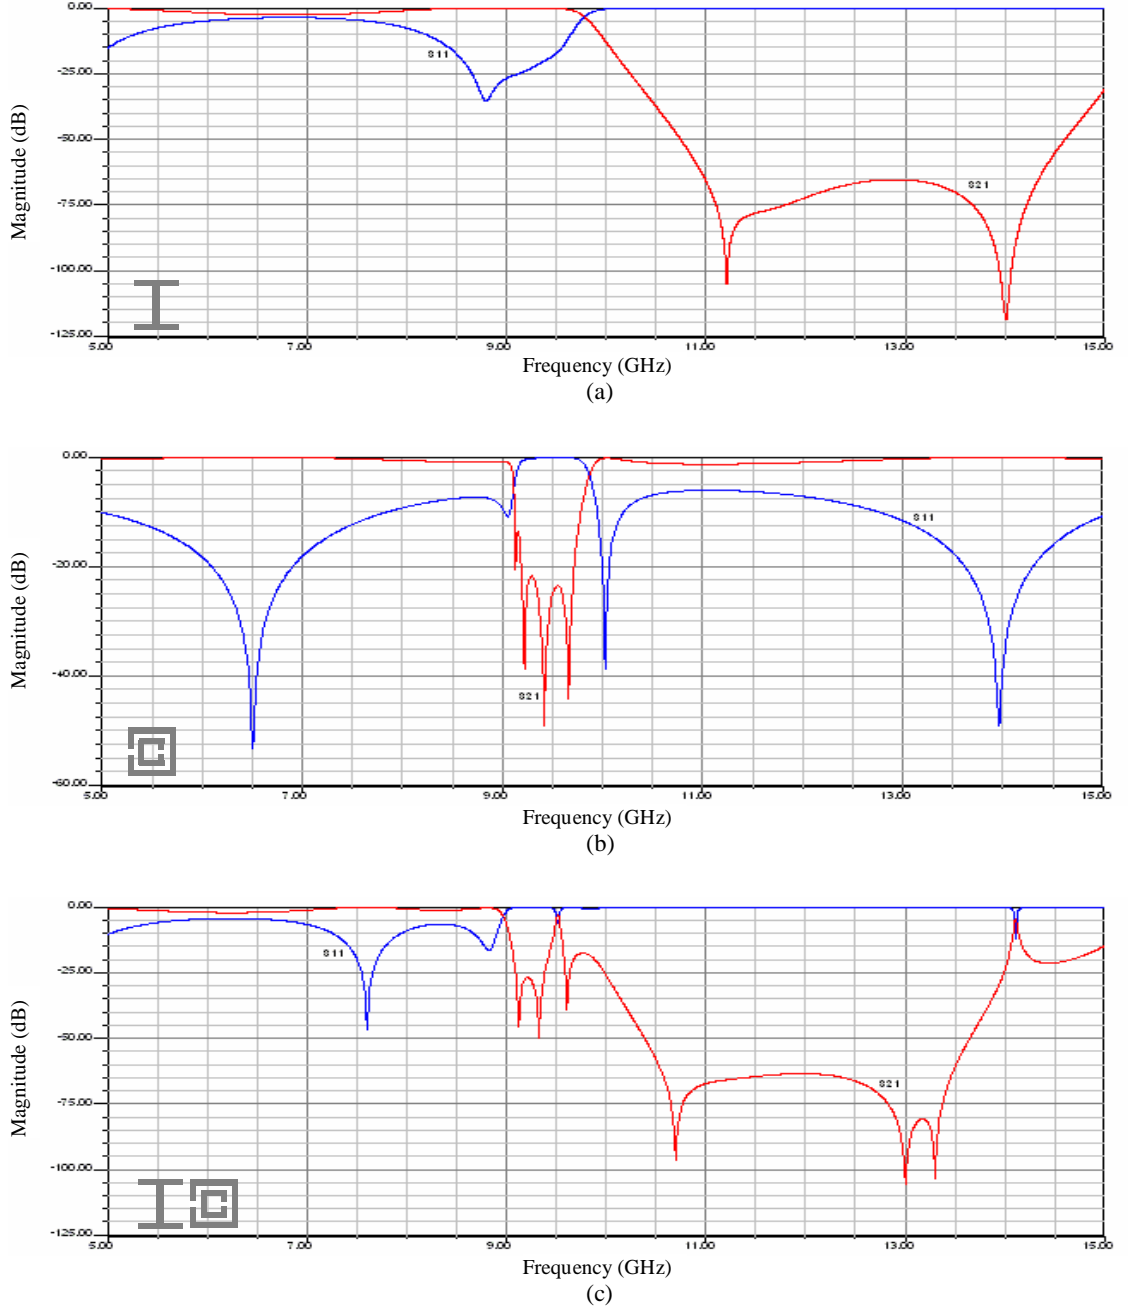 0.00
-25.00
-50.00
-75.00
-100.00
-125.00
Magnitude (dB)
S11
S21
5.00 7.00 9.00 11.00 13.00 15.00
Frequency (GHz)
(a)
0.00
-20.00
-40.00
-60.00
Magnitude (dB)
S11
S21
5.00 7.00 9.00 11.00 13.00 15.00
Frequency (GHz)
(b)
0.00
-25.00
-50.00
-75.00
-100.00
-125.00
Magnitude (dB)
S11
S21
5.00 7.00 9.00 11.00 13.00 15.00
Frequency (GHz)
(c)